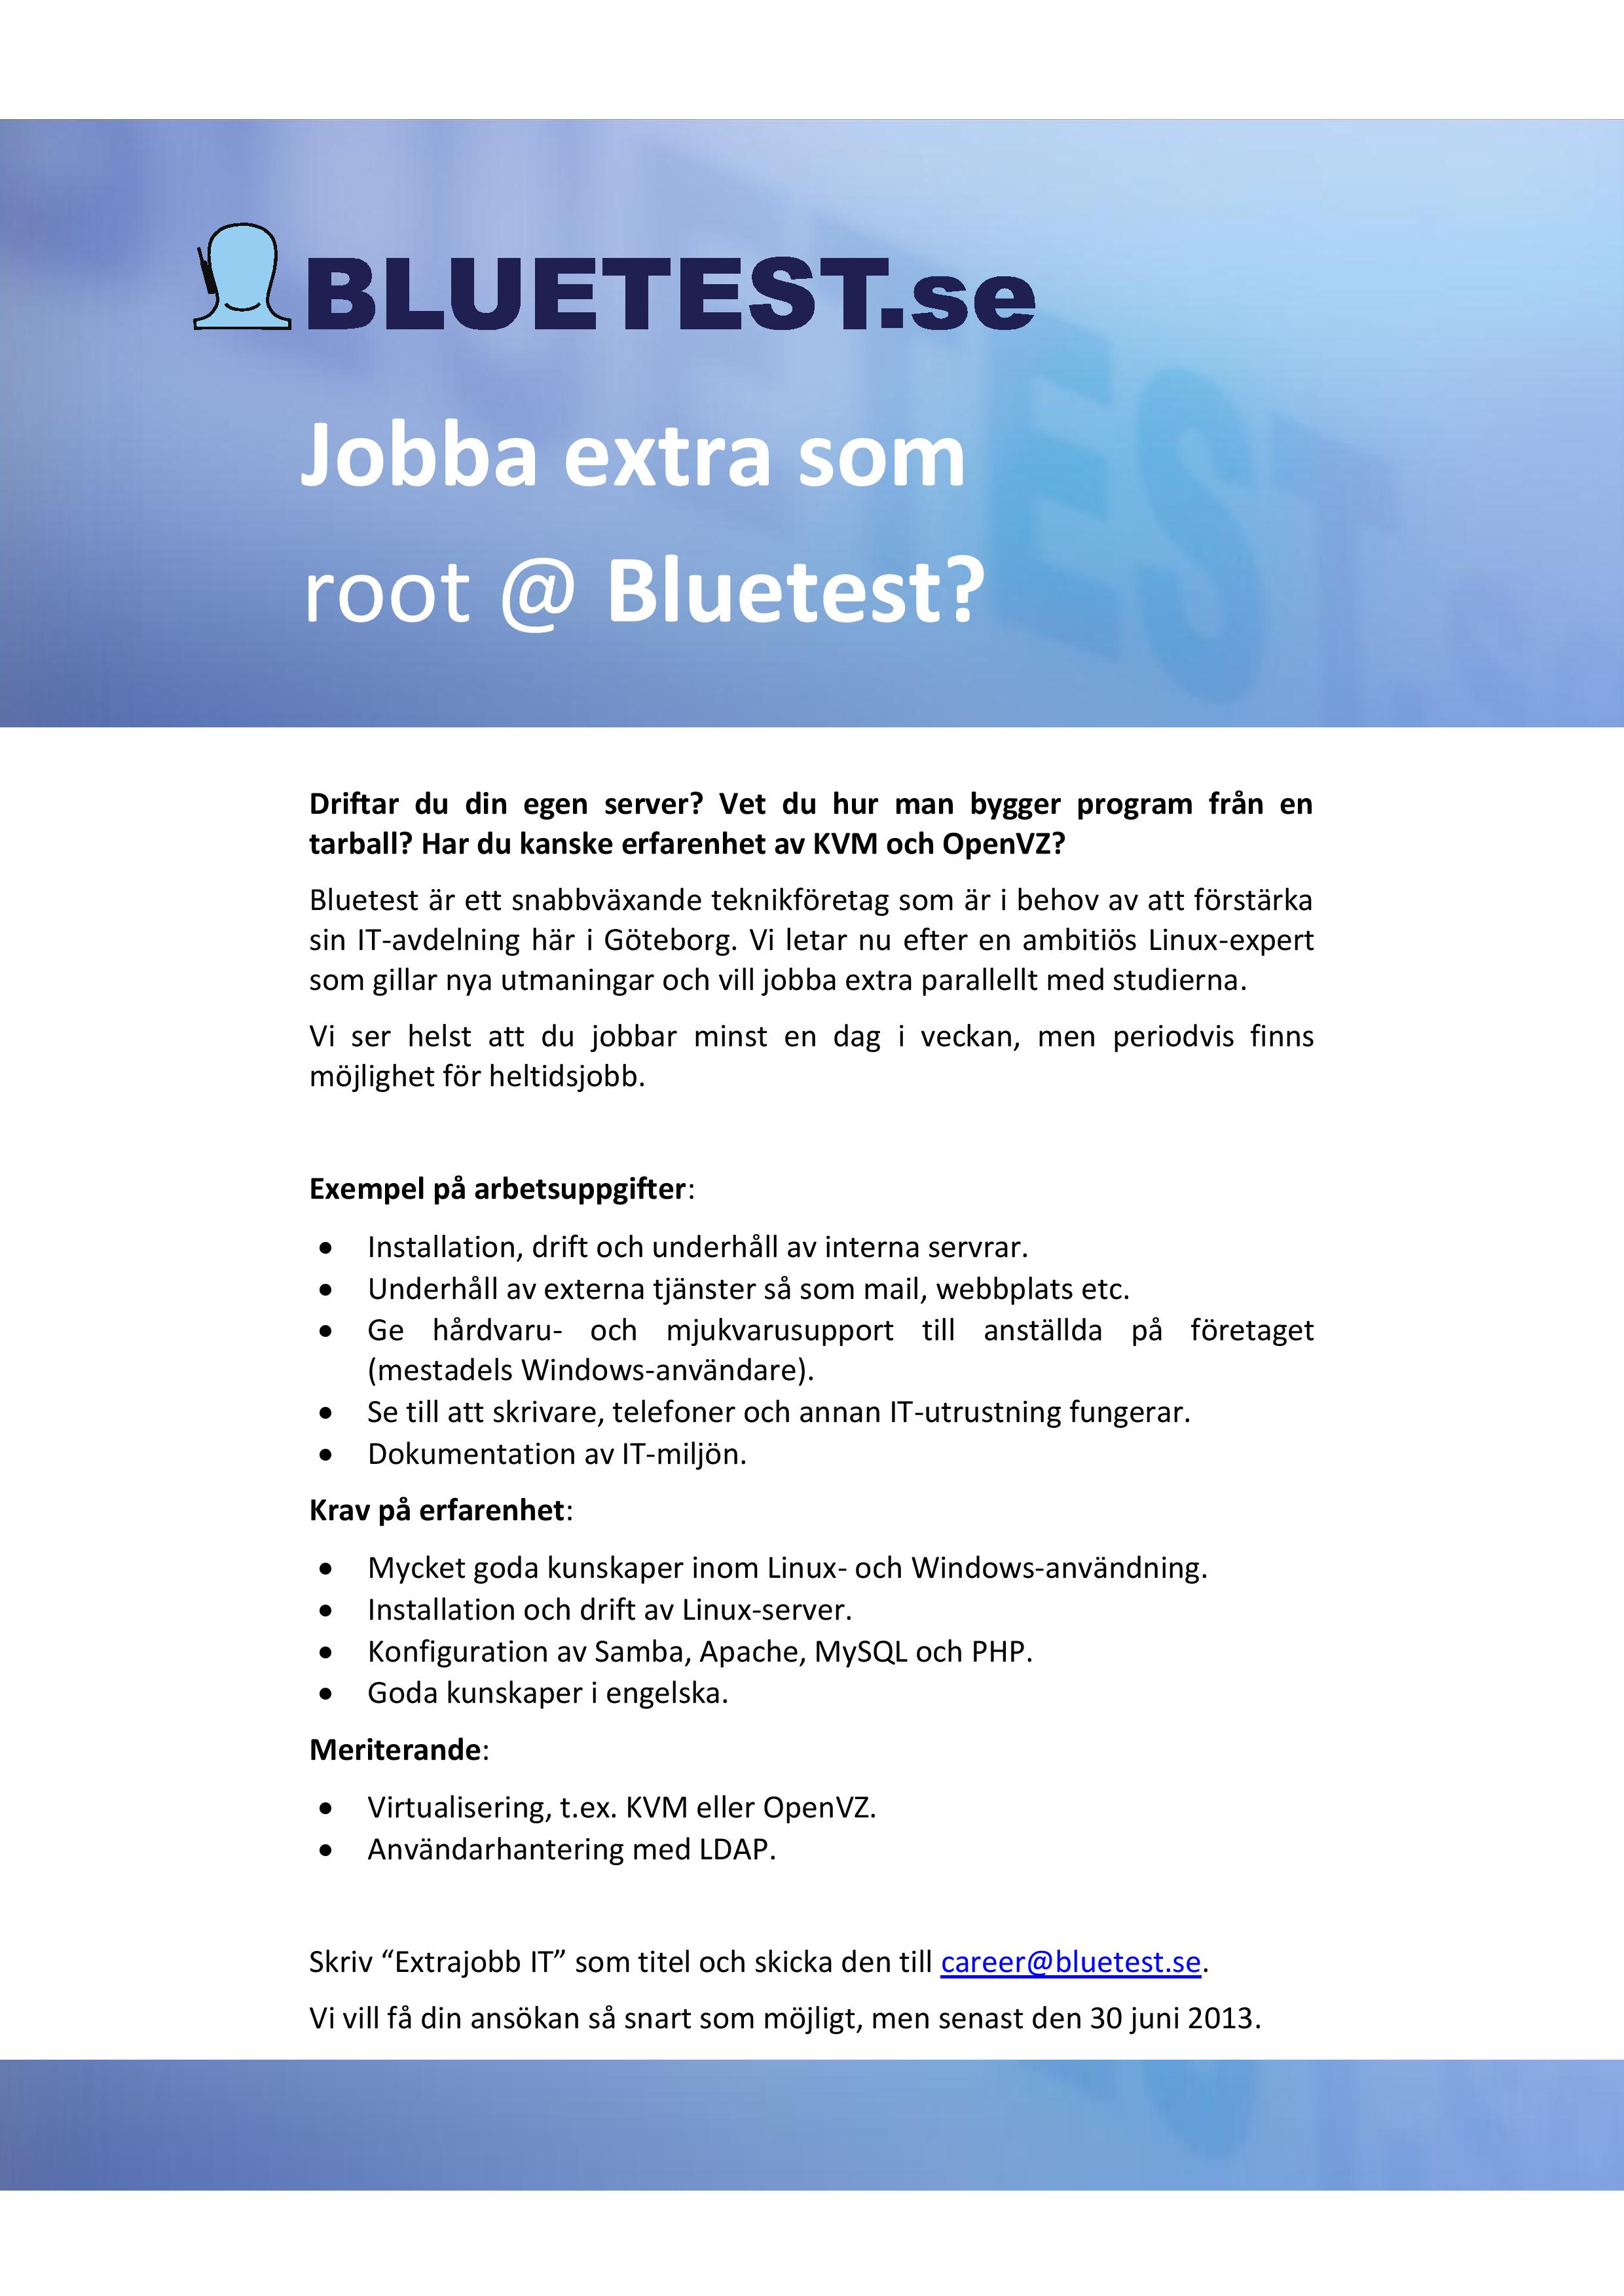 BLUETEST.se
Jobba extra som
root @ Bluetest?
Driftar du din egen server? Vet du hur man bygger program från en
tarball? Har du kanske erfarenhet av KVM och OpenVZ?
Bluetest är ett snabbväxande teknikföretag som är i behov av att förstärka
sin IT-avdelning här i Göteborg. Vi letar nu efter en ambitiös Linux-expert
som gillar nya utmaningar och vill jobba extra parallellt med studierna.
Vi ser helst att du jobbar minst en dag i veckan, men periodvis finns
möjlighet för heltidsjobb.
Exempel på arbetsuppgifter:
• Installation, drift och underhåll av interna servrar.
• Underhåll av externa tjänster så som mail, webbplats etc.
• Ge hårdvaru- och mjukvarusupport till anställda på företaget
(mestadels Windows-användare).
• Se till att skrivare, telefoner och annan IT-utrustning fungerar.
• Dokumentation av IT-miljön.
Krav på erfarenhet:
• Mycket goda kunskaper inom Linux- och Windows-användning.
• Installation och drift av Linux-server.
• Konfiguration av Samba, Apache, MySQL och PHP.
• Goda kunskaper i engelska.
Meriterande:
• Virtualisering, t.ex. KVM eller OpenVZ.
• Användarhantering med LDAP.
Skriv “Extrajobb IT” som titel och skicka den till career@bluetest.se.
Vi vill få din ansökan så snart som möjligt, men senast den 30 juni 2013.